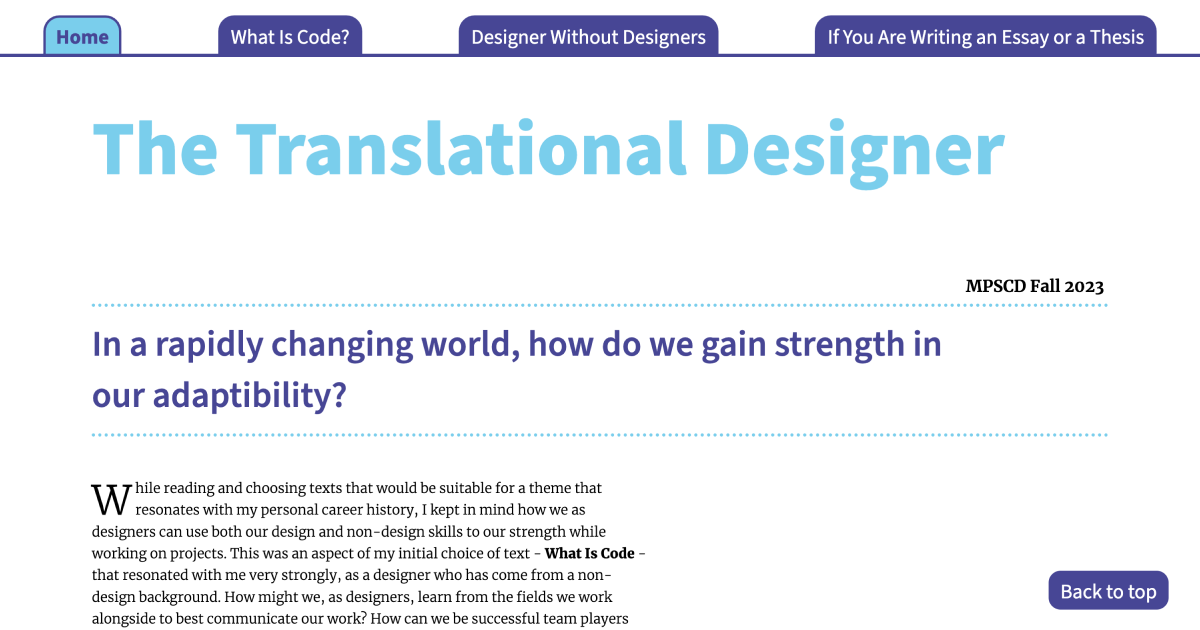 Home
What Is Code?
Designer Without Designers
If You Are Writing an Essay or a Thesis
The Translational Designer
MPSCD Fall 2023
In a rapidly changing world, how do we gain strength in
our adaptibility?
While reading and choosing texts that would be suitable for a theme that
resonates with my personal career history, I kept in mind how we as
designers can use both our design and non-design skills to our strength while
working on projects. This was an aspect of my initial choice of text - What Is Code -
that resonated with me very strongly, as a designer who has come from a non-
design background. How might we, as designers, learn from the fields we work
alongside to best communicate our work? How can we be successful team players
Back to top